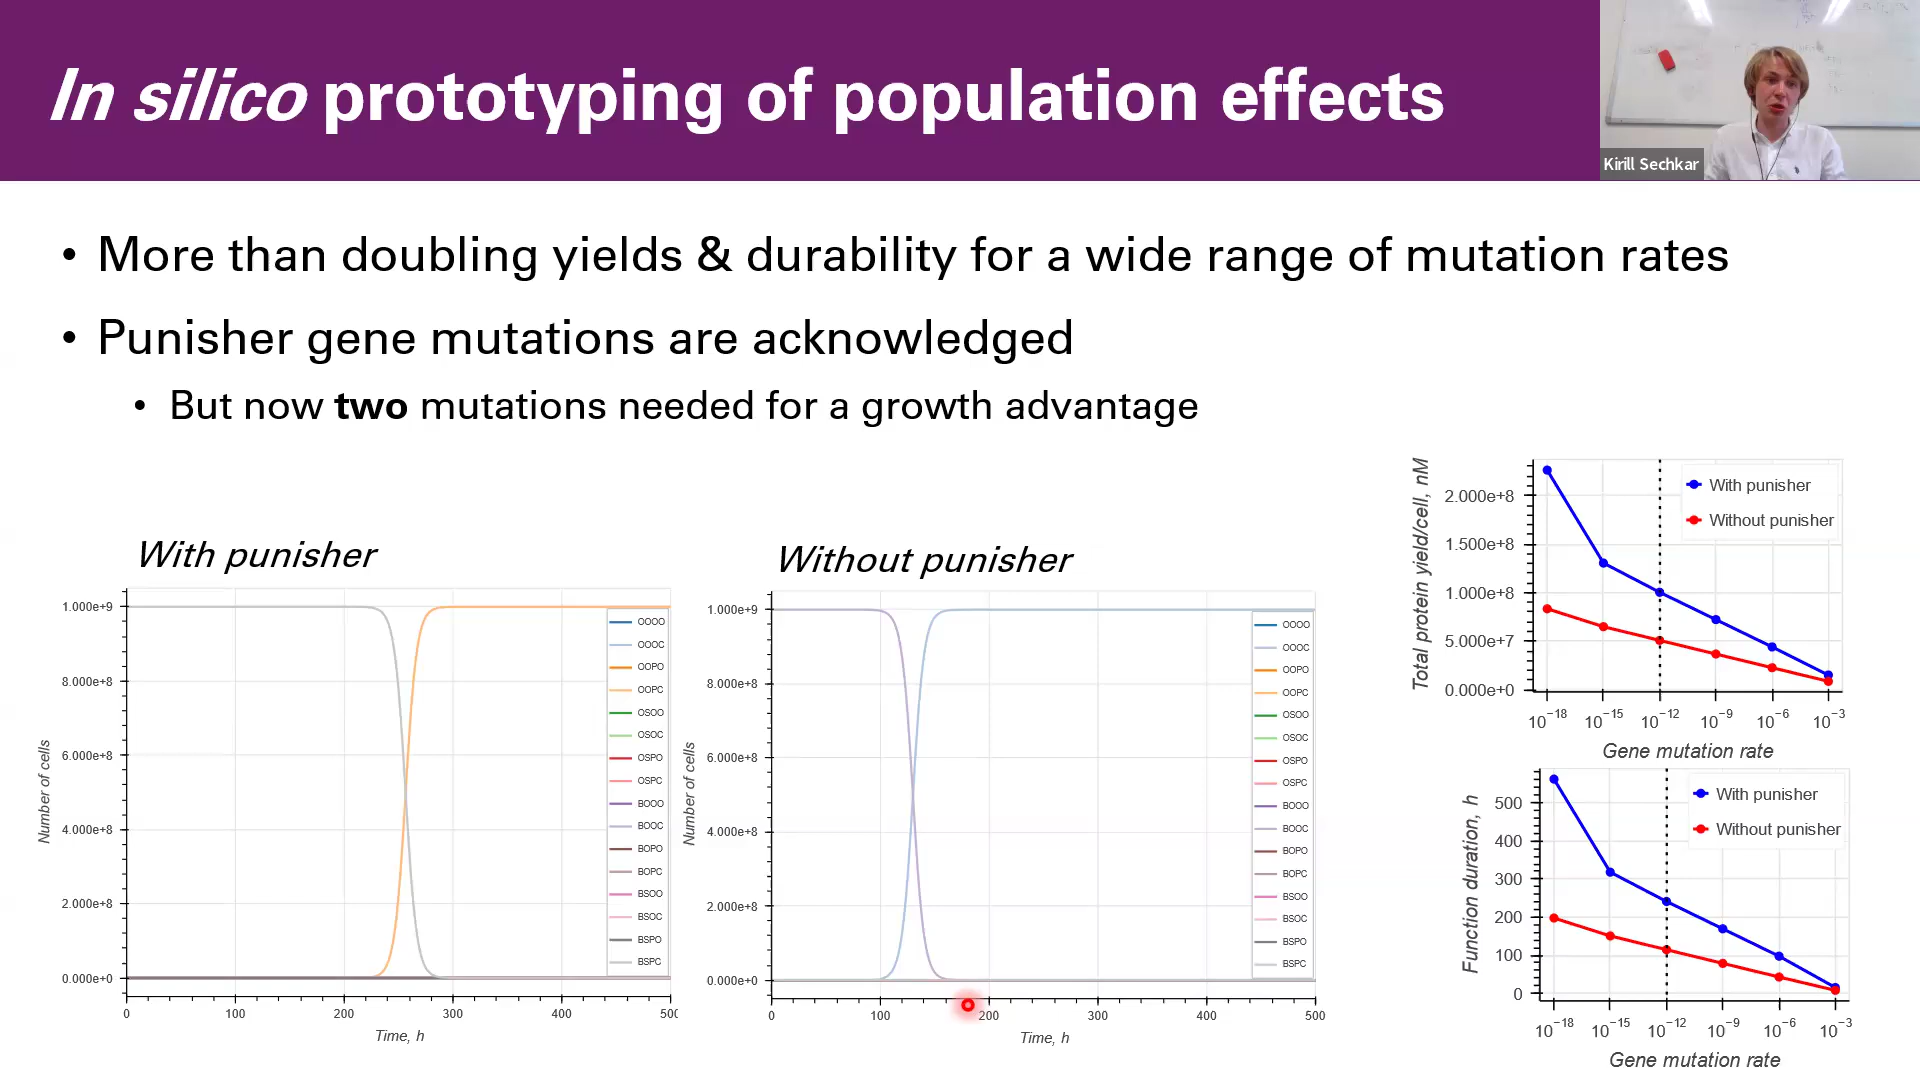 In silico prototyping of population effects
Kirill Sechkar
• More than doubling yields & durability for a wide range of mutation rates
• Punisher gene mutations are acknowledged
• But now two mutations needed for a growth advantage
With punisher
Number of cells
1.000e+9
8.000e+8
6.000e+8
4.000e+8
2.000e+8
0.000e+0
0 100 200 300 400 500
Time, h
OOOO
OOOC
OOPO
OOPC
OSOO
OSOC
OSPO
OSPC
BOOO
BOOC
BOPO
BOPC
BSOO
BSOC
BSPO
BSPC
Without punisher
Number of cells
1.000e+9
8.000e+8
6.000e+8
4.000e+8
2.000e+8
0.000e+0
0 100 200 300 400 500
Time, h
OOOO
OOOC
OOPO
OOPC
OSOO
OSOC
OSPO
OSPC
BOOO
BOOC
BOPO
BOPC
BSOO
BSOC
BSPO
BSPC
Total protein yield/cell, nM
2.000e+8
1.500e+8
1.000e+8
5.000e+7
0.000e+0
With punisher
Without punisher
10⁻¹⁸ 10⁻¹⁵ 10⁻¹² 10⁻⁹ 10⁻⁶ 10⁻³
Gene mutation rate
Function duration, h
500
400
300
200
100
0
With punisher
Without punisher
10⁻¹⁸ 10⁻¹⁵ 10⁻¹² 10⁻⁹ 10⁻⁶ 10⁻³
Gene mutation rate